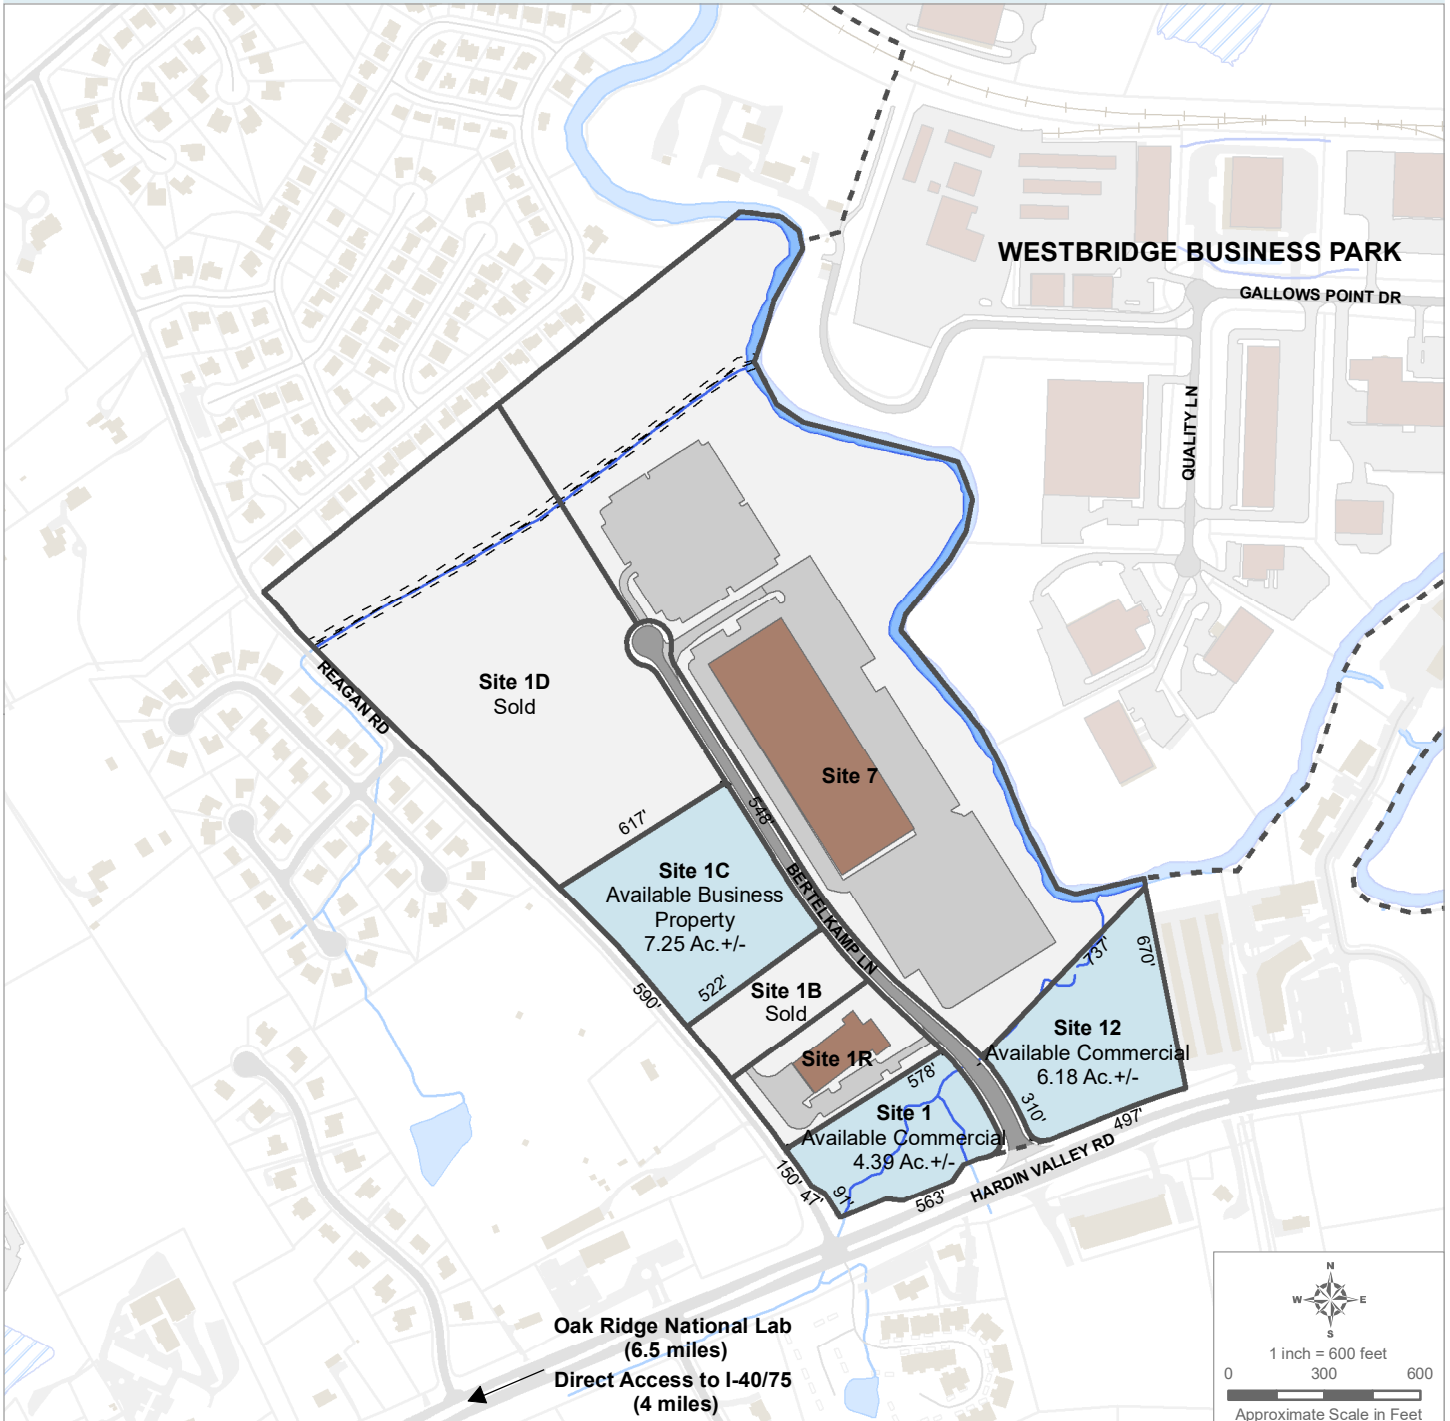 WESTBRIDGE BUSINESS PARK
GALLOWS POINT DR
QUALITY LN
REAGAN RD
Site 1D
Sold
Site 7
617'
548'
Site 1C
Available Business
Property
7.25 Ac.+/-
BERTELKAMP LN
522'
590'
Site 1B
Sold
737'
670'
Site 1R
Site 12
Available Commercial
6.18 Ac.+/-
578'
310'
497'
Site 1
Available Commercial
4.39 Ac.+/-
150'
47'
91'
563'
HARDIN VALLEY RD
Oak Ridge National Lab
(6.5 miles)
Direct Access to I-40/75
(4 miles)
N
W E
S
1 inch = 600 feet
0 300 600
Approximate Scale in Feet